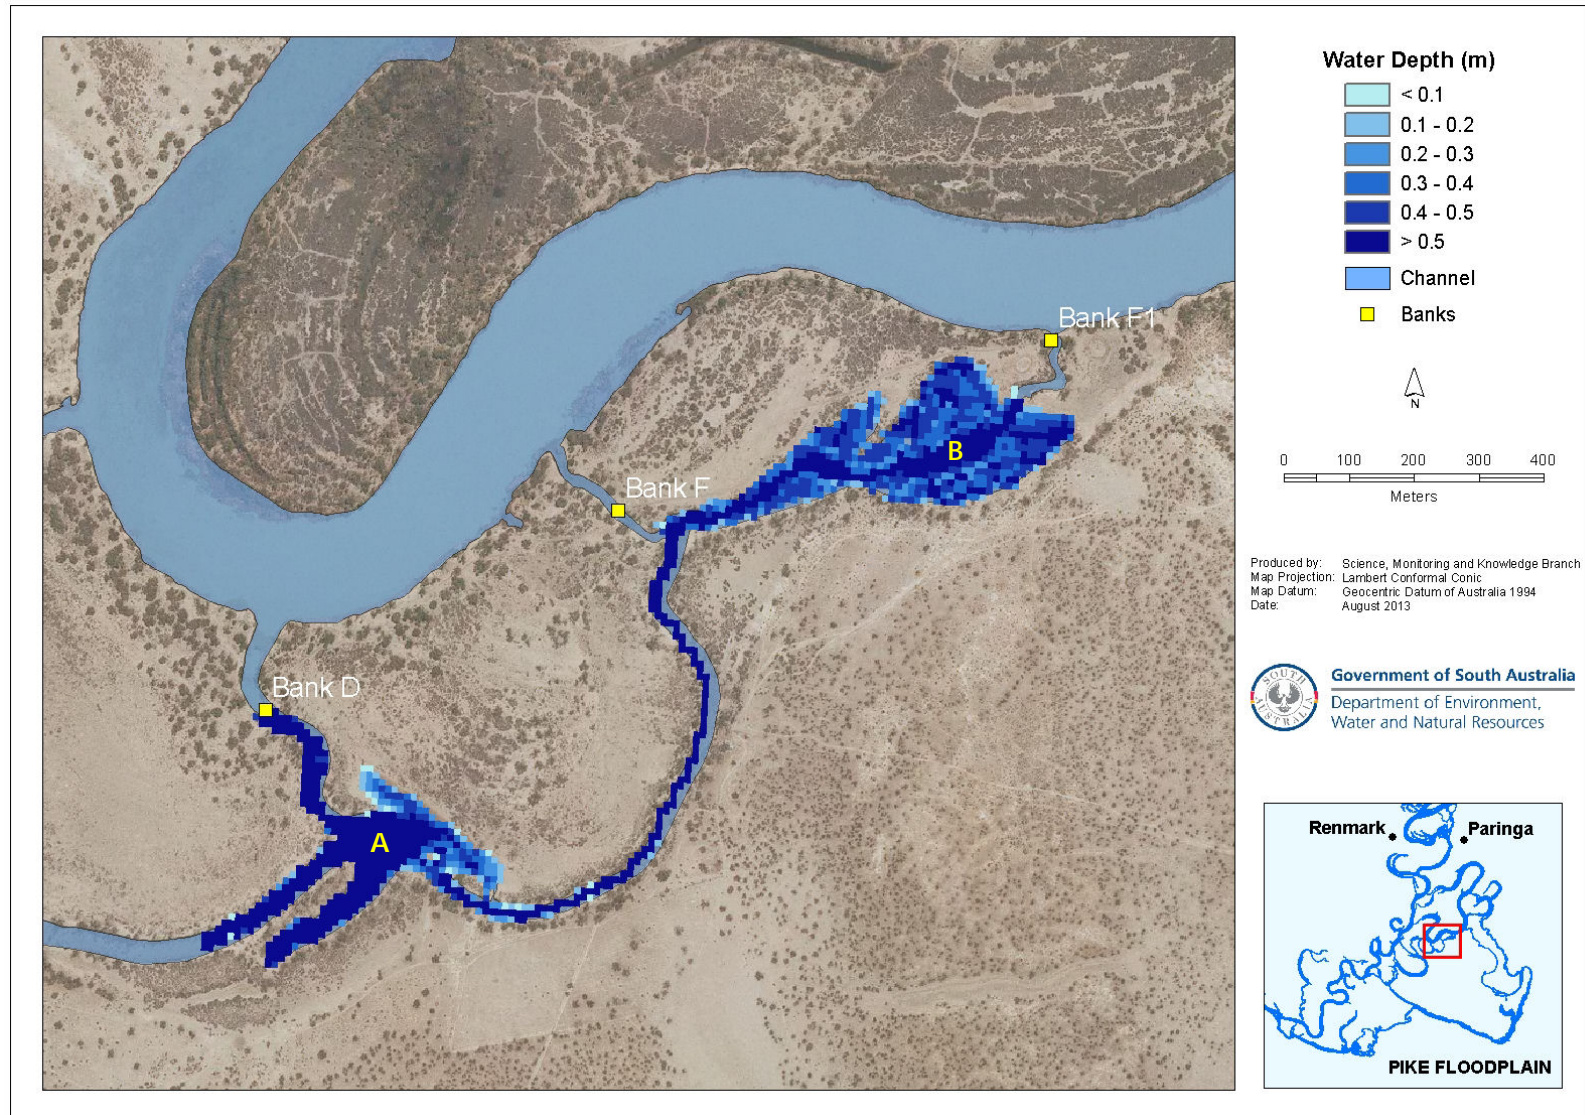 Water Depth (m)
< 0.1
0.1 - 0.2
0.2 - 0.3
0.3 - 0.4
0.4 - 0.5
> 0.5
Channel
Banks
N
0 100 200 300 400
Meters
Produced by: Science, Monitoring and Knowledge Branch
Map Projection: Lambert Conformal Conic
Map Datum: Geocentric Datum of Australia 1994
Date: August 2013
SOUTH AUSTRALIA
Government of South Australia
Department of Environment,
Water and Natural Resources
Renmark
Paringa
PIKE FLOODPLAIN
Bank F1
B
Bank F
Bank D
A